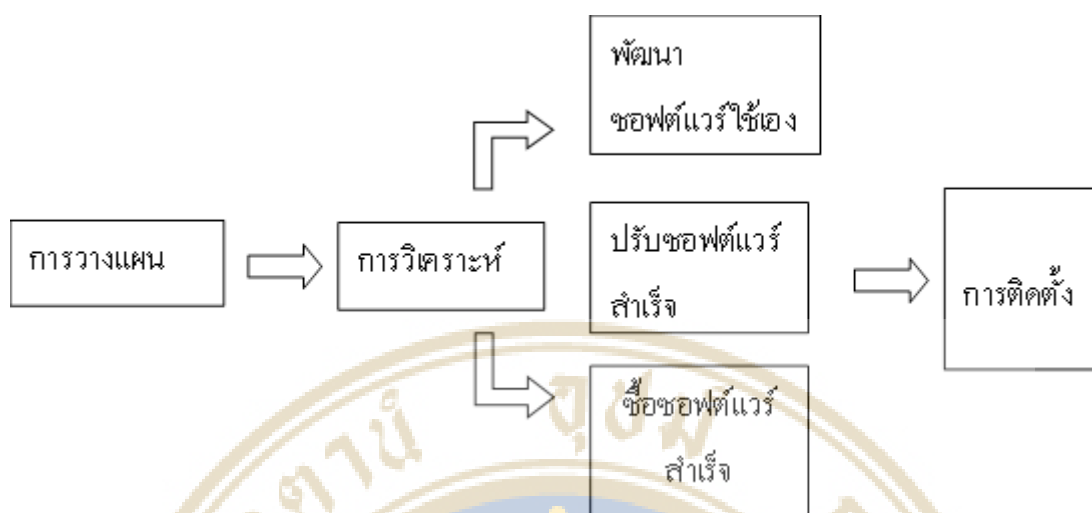 การวางแผน
การวิเคราะห์
พัฒนา
ซอฟต์แวร์ใช้เอง
ปรับซอฟต์แวร์
สำเร็จ
ซื้อซอฟต์แวร์
สำเร็จ
การติดตั้ง